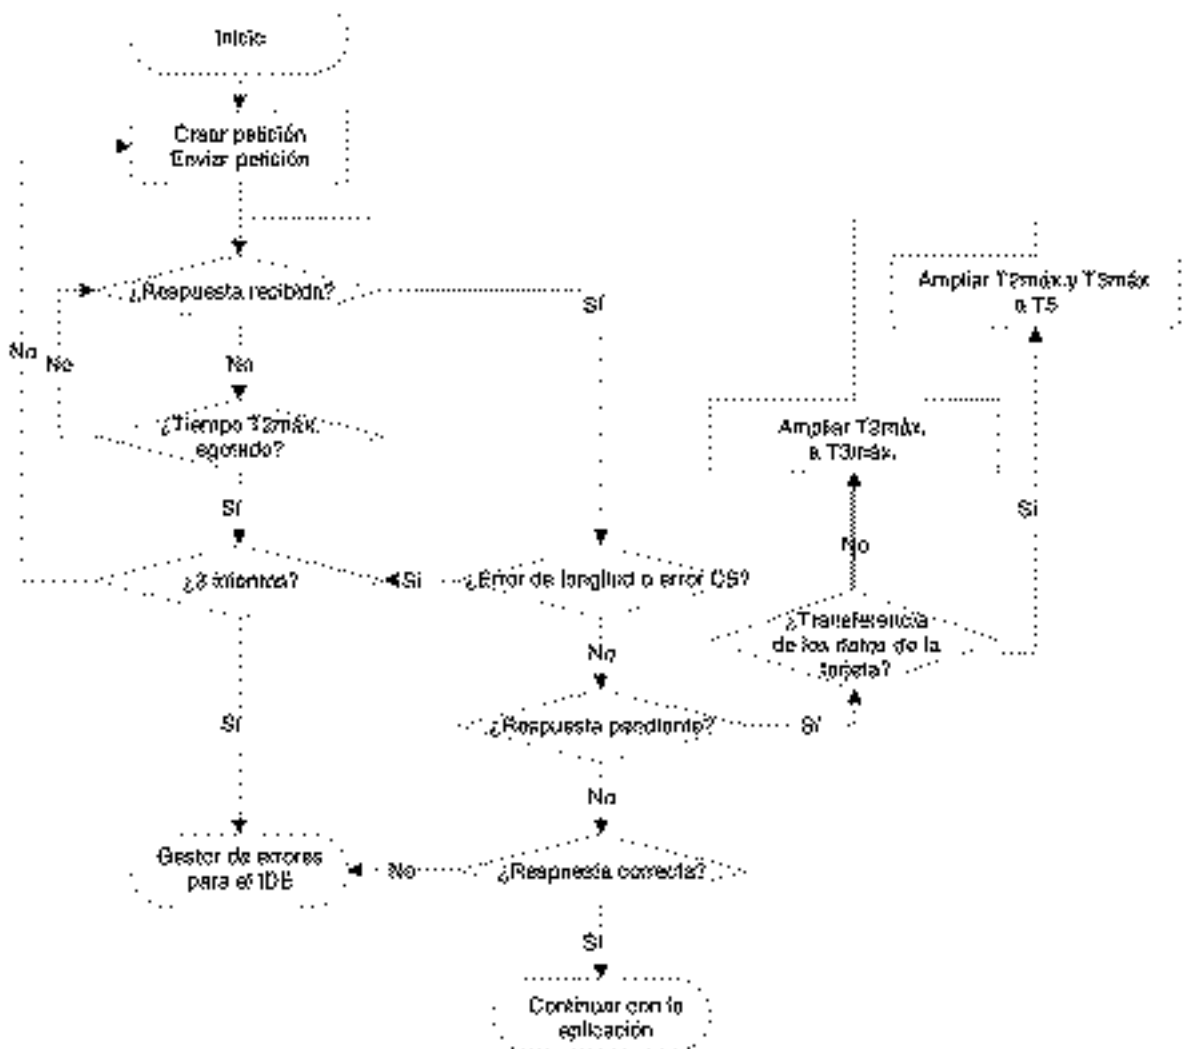 Inicio
Crear petición
Enviar petición
¿Respuesta recibida?
Sí
Ampliar T2máx.y T3máx
a T5
No
No
No
¿Tiempo T2máx.
agotado?
Ampliar T2máx.
a T3máx.
Sí
Sí
No
¿3 intentos?
Sí
¿Error de longitud o error CS?
¿Transferencia
de los datos de la
tarjeta?
No
Sí
¿Respuesta pendiente?
Sí
No
Gestor de errores
para el IDE
No
¿Respuesta correcta?
Sí
Continuar con la
aplicación